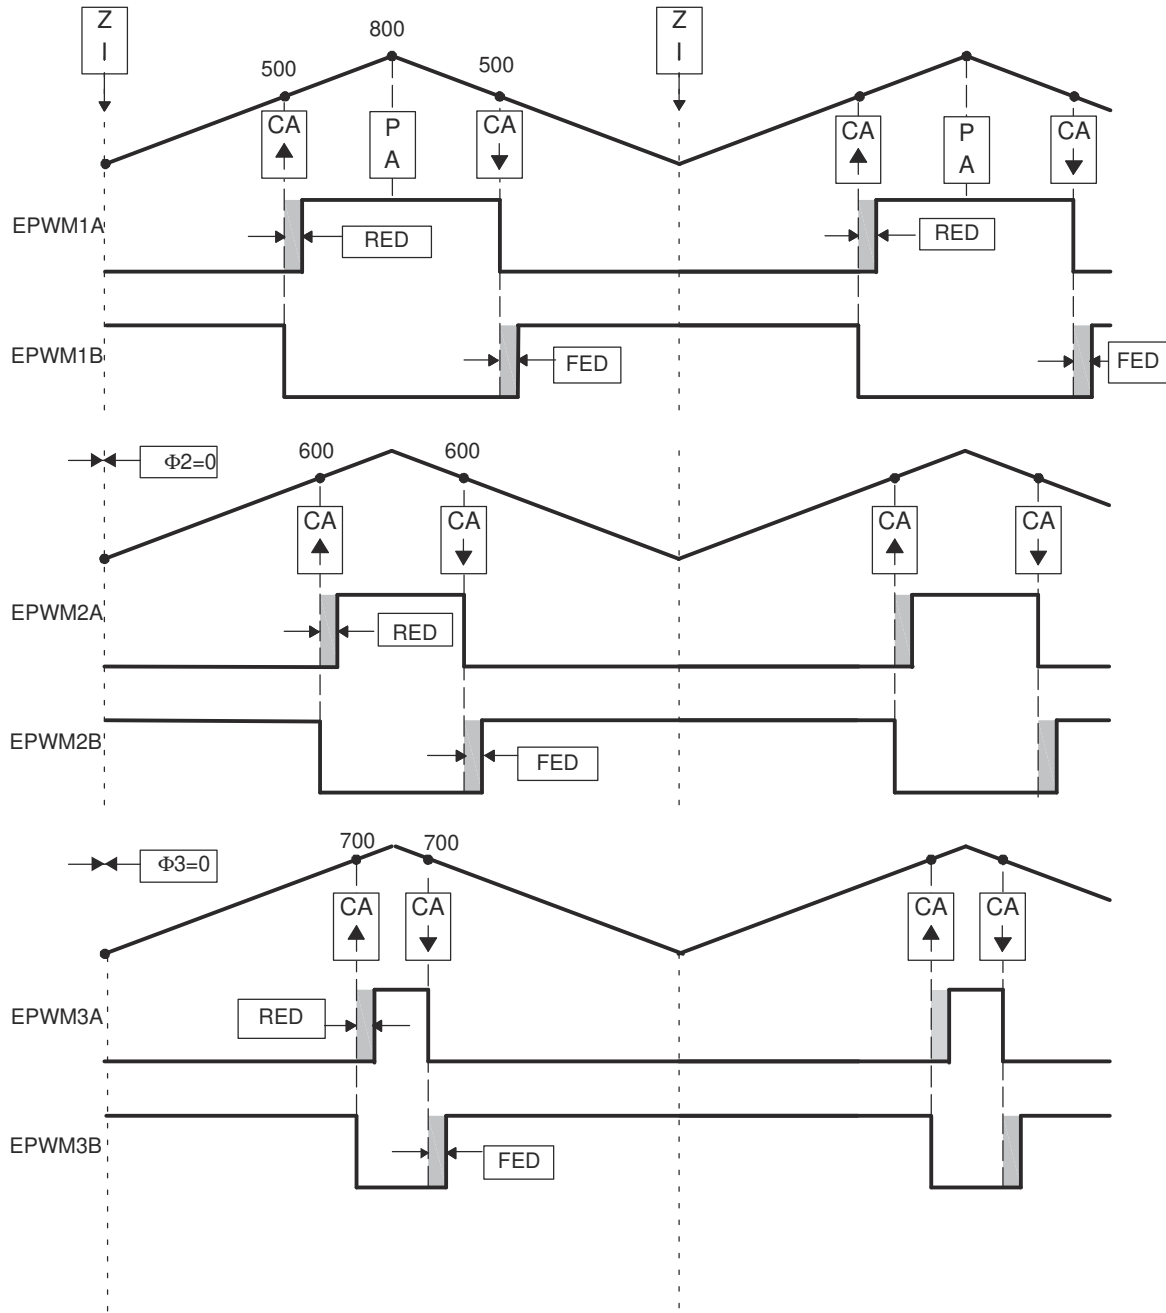 Z
I
Z
I
800
500
500
CA
P
A
CA
CA
P
A
CA
EPWM1A
RED
RED
EPWM1B
FED
FED
Φ2=0
600
600
CA
CA
CA
CA
EPWM2A
RED
EPWM2B
FED
Φ3=0
700
700
CA
CA
CA
CA
EPWM3A
RED
EPWM3B
FED